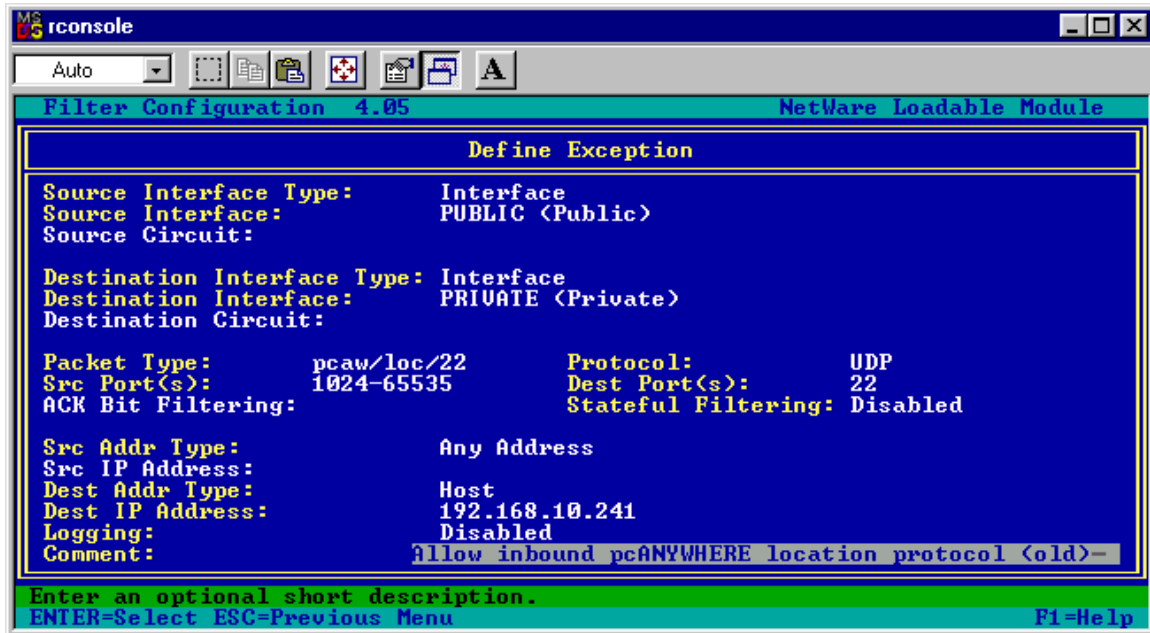 rconsole
Auto
A
Filter Configuration 4.05 NetWare Loadable Module
Define Exception
Source Interface Type: Interface
Source Interface: PUBLIC (Public)
Source Circuit:
Destination Interface Type: Interface
Destination Interface: PRIVATE (Private)
Destination Circuit:
Packet Type: pcaw/loc/22 Protocol: UDP
Src Port(s): 1024-65535 Dest Port(s): 22
ACK Bit Filtering: Stateful Filtering: Disabled
Src Addr Type: Any Address
Src IP Address:
Dest Addr Type: Host
Dest IP Address: 192.168.10.241
Logging: Disabled
Comment: Allow inbound pcANYWHERE location protocol (old)
Enter an optional short description.
ENTER=Select ESC=Previous Menu F1=Help